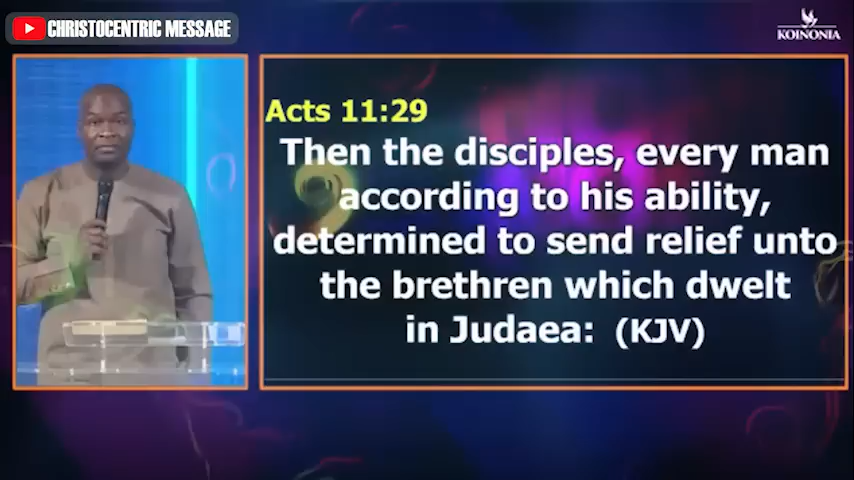 CHRISTOCENTRIC MESSAGE
KOINONIA
Acts 11:29
Then the disciples, every man
according to his ability,
determined to send relief unto
the brethren which dwelt
in Judaea: (KJV)